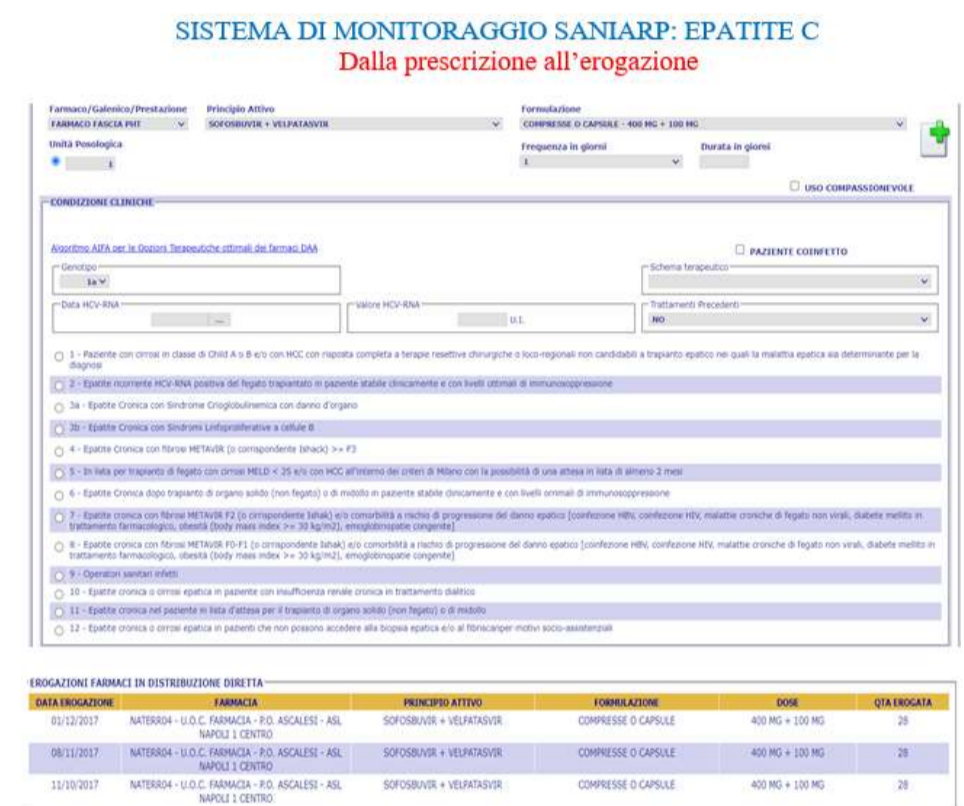 SISTEMA DI MONITORAGGIO SANIARP: EPATITE C
Dalla prescrizione all'erogazione
Farmaco/Galenico/Prestazione Principio Attivo Formulazione
FARMACO FASCIA PHT SOFOSBUVIR + VELPATASVIR COMPRESSE O CAPSULE - 400 MG + 100 MG
Unità Posologica Frequenza in giorni Durata in giorni
1 1
USO COMPASSIONEVOLE
CONDIZIONI CLINICHE
Algoritmo AIFA per le Opzioni Terapeutiche ottimali dei farmaci DAA PAZIENTE COINFETTO
Genotipo Schema terapeutico
1a
Data HCV-RNA Valore HCV-RNA Trattamenti Precedenti
... U.I. NO
1 - Paziente con cirrosi in classe di Child A o B e/o con HCC con risposta completa a terapie resettive chirurgiche o loco-regionali non candidabili a trapianto epatico nei quali la malattia epatica sia determinante per la
diagnosi
2 - Epatite ricorrente HCV-RNA positiva del fegato trapiantato in paziente stabile clinicamente e con livelli ottimali di immunosoppressione
3a - Epatite Cronica con Sindrome Crioglobulinemica con danno d'organo
3b - Epatite Cronica con Sindromi Linfoproliferative a cellule B
4 - Epatite Cronica con fibrosi METAVIR (o corrispondente Ishack) >= F3
5 - In lista per trapianto di fegato con cirrosi MELD < 25 e/o con HCC all'interno dei criteri di Milano con la possibilità di una attesa in lista di almeno 2 mesi
6 - Epatite Cronica dopo trapianto di organo solido (non fegato) o di midollo in paziente stabile clinicamente e con livelli ormmali di immunosoppressione
7 - Epatite cronica con fibrosi METAVIR F2 (o cirrispondente Ishak) e/o comorbilità a rischio di progressione del danno epatico [coinfezione HBV, coinfezione HIV, malattie croniche di fegato non virali, diabete mellito in
trattamento farmacologico, obesità (body mass index >= 30 kg/m2), emoglobinopatie congenite]
8 - Epatite cronica con fibrosi METAVIR F0-F1 (o cirrispondente Ishak) e/o comorbilità a rischio di progressione del danno epatico [coinfezione HBV, coinfezione HIV, malattie croniche di fegato non virali, diabete mellito in
trattamento farmacologico, obesità (body mass index >= 30 kg/m2), emoglobinopatie congenite]
9 - Operatori sanitari infetti
10 - Epatite cronica o cirrosi epatica in paziente con insufficienza renale cronica in trattamento dialitico
11 - Epatite cronica nel paziente in lista d'attesa per il trapianto di organo solido (non fegato) o di midollo
12 - Epatite cronica o cirrosi epatica in pazienti che non possono accedere alla biopsia epatica e/o al fibroscanper motivi socio-assistenziali
EROGAZIONI FARMACI IN DISTRIBUZIONE DIRETTA
DATA EROGAZIONE FARMACIA PRINCIPIO ATTIVO FORMULAZIONE DOSE QTA EROGATA
01/12/2017 NATERR04 - U.O.C. FARMACIA - P.O. ASCALESI - ASL SOFOSBUVIR + VELPATASVIR COMPRESSE O CAPSULE 400 MG + 100 MG 28
NAPOLI 1 CENTRO
08/11/2017 NATERR04 - U.O.C. FARMACIA - P.O. ASCALESI - ASL SOFOSBUVIR + VELPATASVIR COMPRESSE O CAPSULE 400 MG + 100 MG 28
NAPOLI 1 CENTRO
11/10/2017 NATERR04 - U.O.C. FARMACIA - P.O. ASCALESI - ASL SOFOSBUVIR + VELPATASVIR COMPRESSE O CAPSULE 400 MG + 100 MG 28
NAPOLI 1 CENTRO